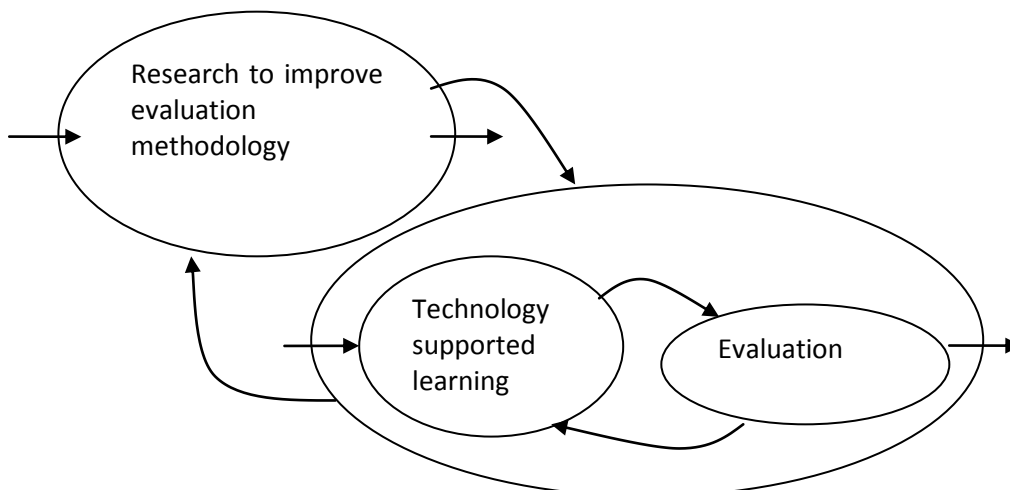 Research to improve
evaluation
methodology
Technology
supported
learning
Evaluation